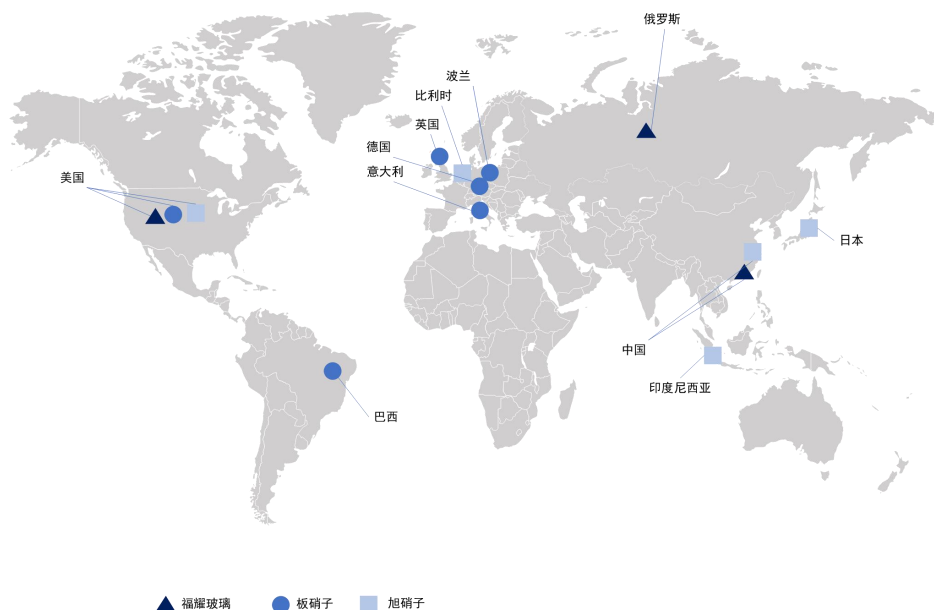 俄罗斯
波兰
比利时
英国
德国
意大利
美国
日本
中国
印度尼西亚
巴西
福耀玻璃
板硝子
旭硝子